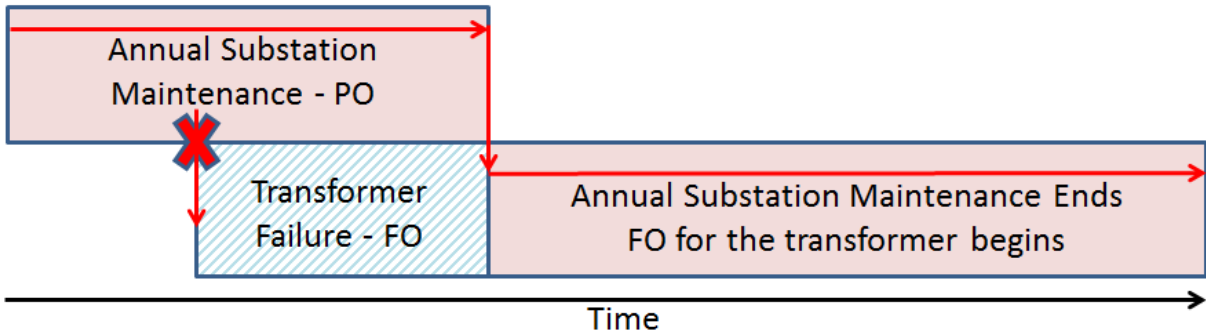 Annual Substation
Maintenance - PO
Transformer
Failure - FO
Annual Substation Maintenance Ends
FO for the transformer begins
Time